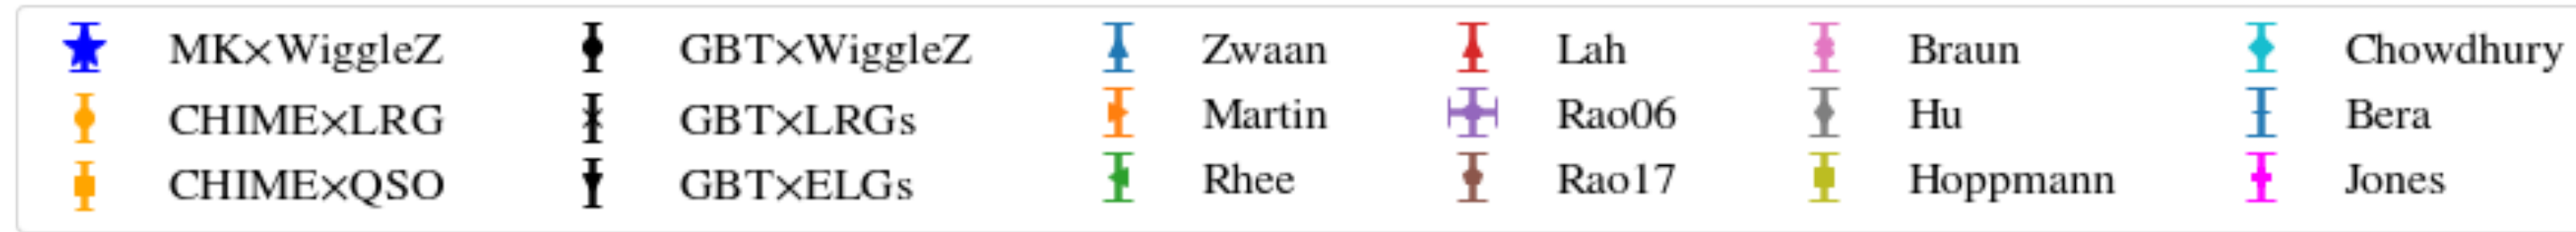 MK×WiggleZ GBT×WiggleZ Zwaan Lah Braun Chowdhury
CHIME×LRG GBT×LRGs Martin Rao06 Hu Bera
CHIME×QSO GBT×ELGs Rhee Rao17 Hoppmann Jones